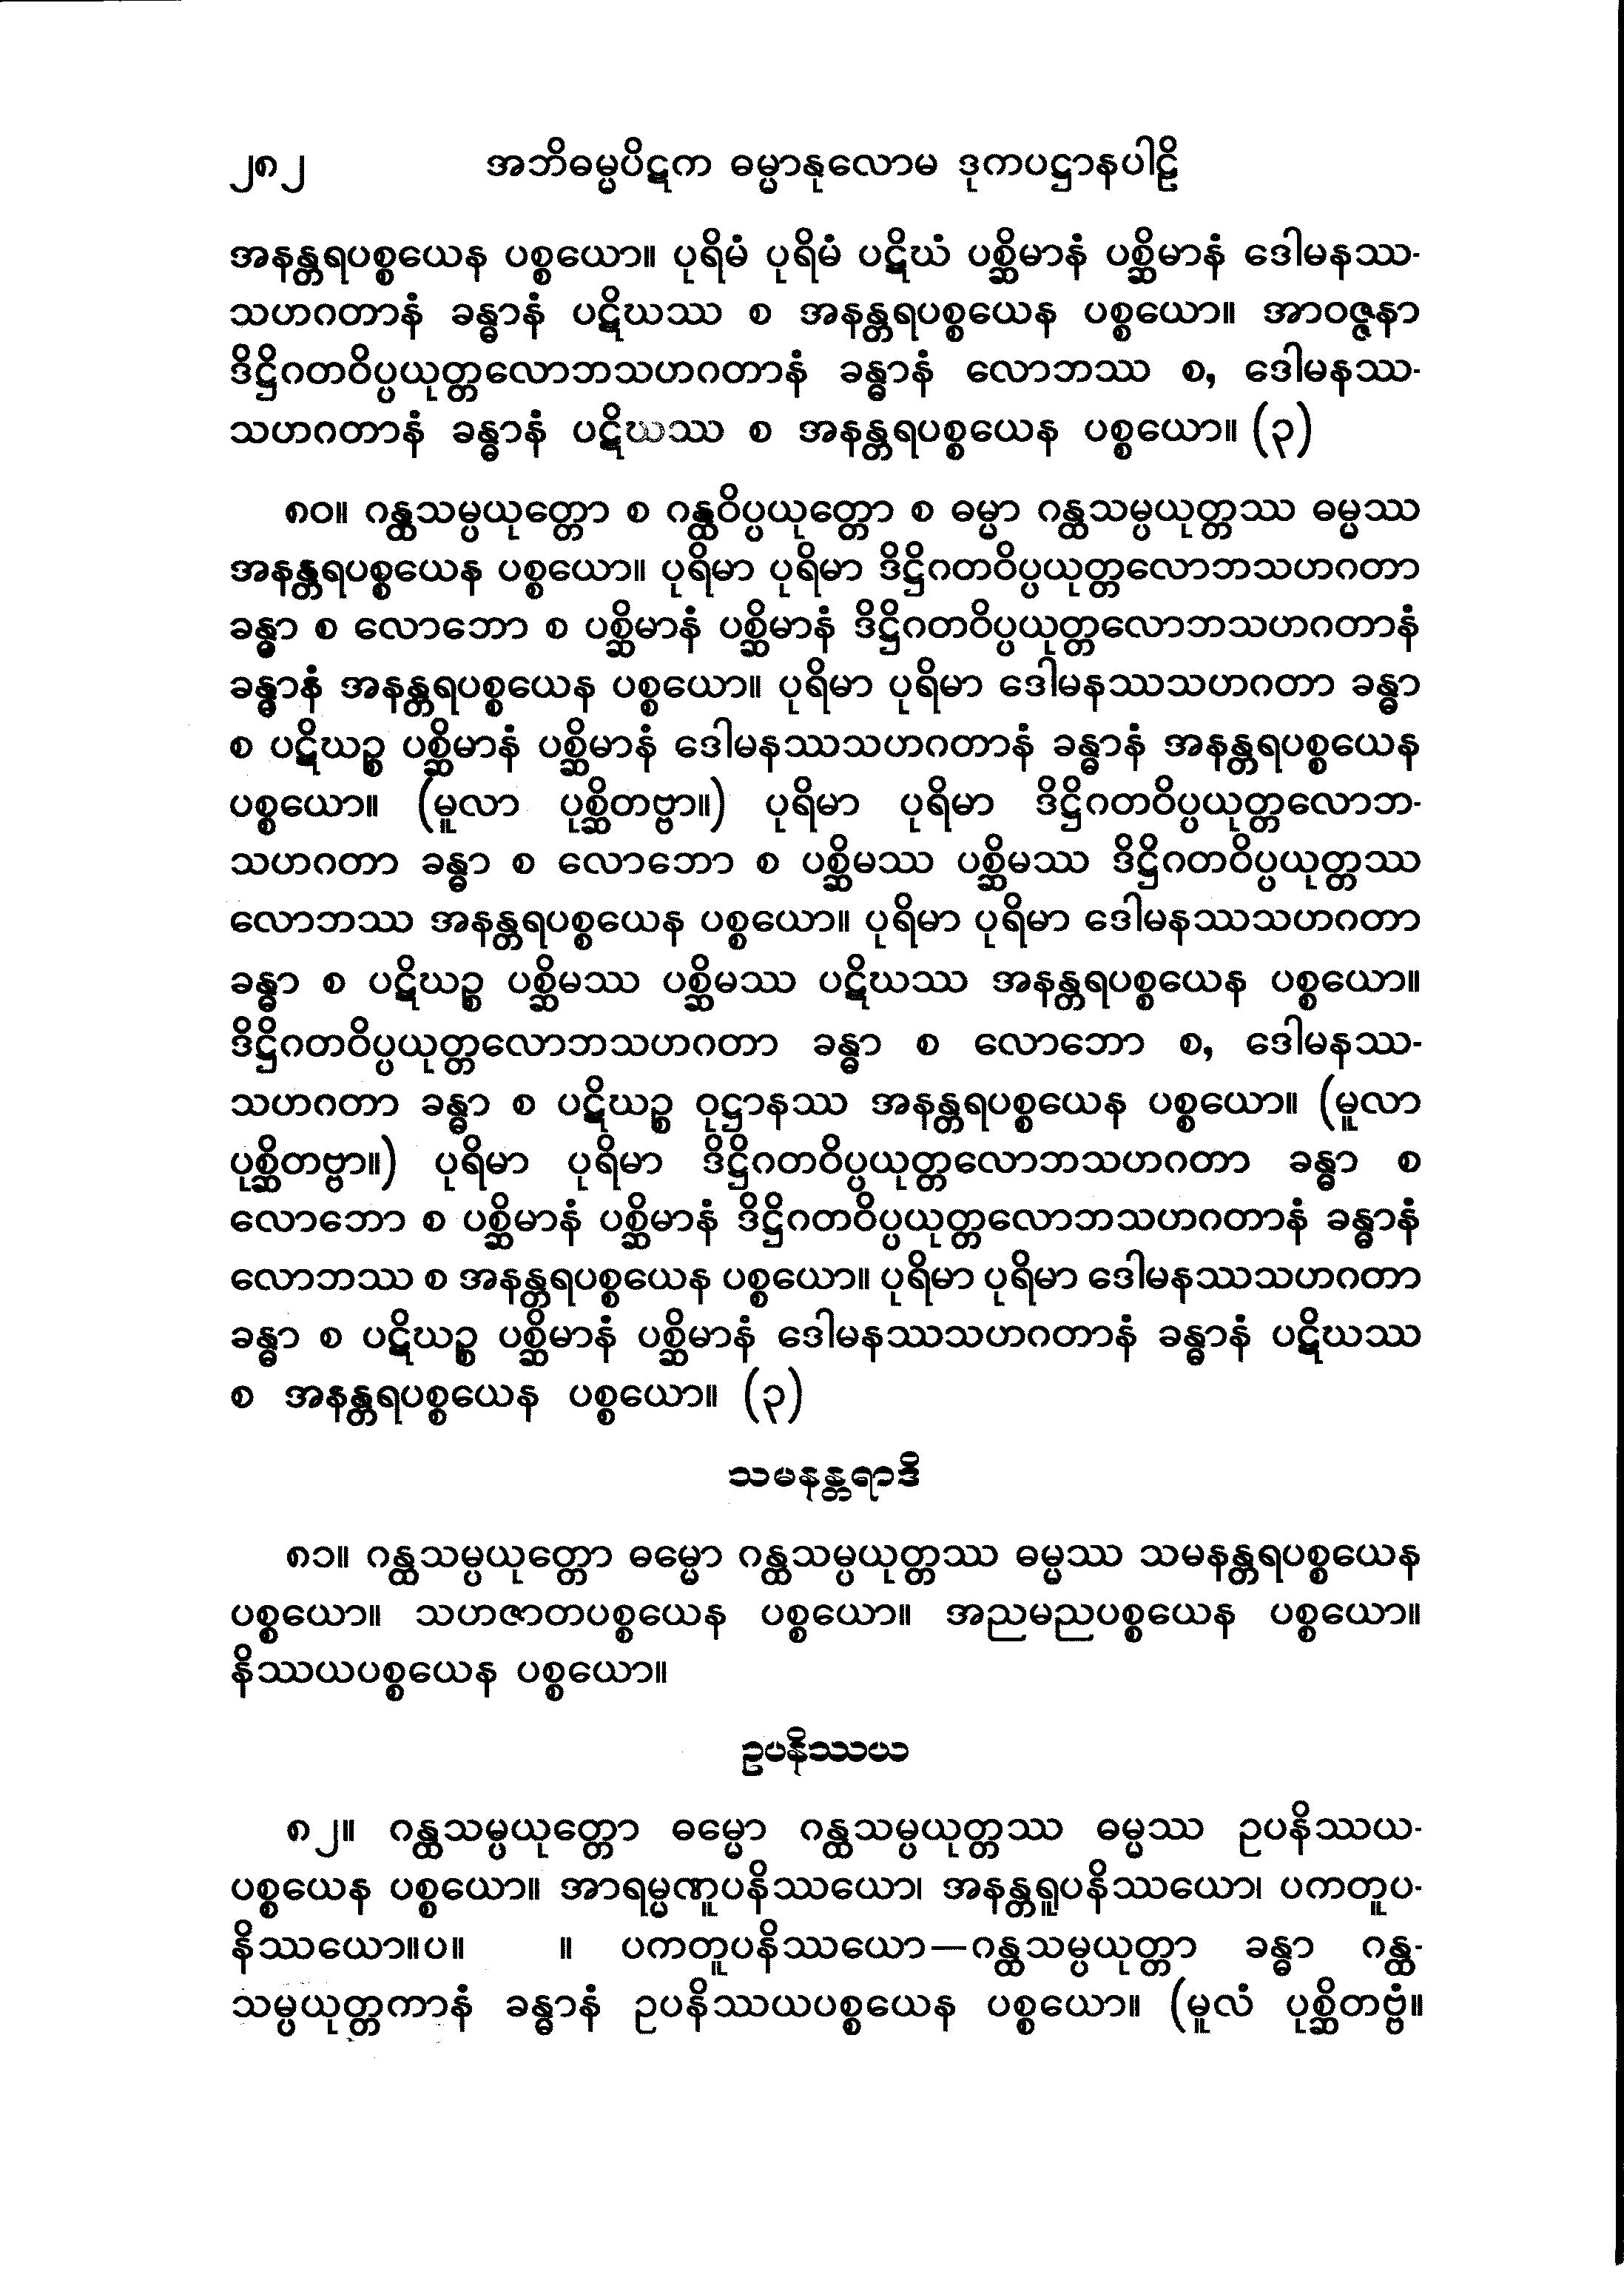 ၂၈၂ အဘိဓမ္မပိဋက ဓမ္မာနုလောမ ဒုကပဋ္ဌာနပါဠိ
အနန္တရပစ္စယေန ပစ္စယော။ ပုရိမံ ပုရိမံ ပဋိဃံ ပစ္ဆိမာနံ ပစ္ဆိမာနံ ဒေါမနဿ-
သဟဂတာနံ ခန္ဓာနံ ပဋိဃဿ စ အနန္တရပစ္စယေန ပစ္စယော။ အာဝဇ္ဇနာ
ဒိဋ္ဌိဂတဝိပ္ပယုတ္တလောဘသဟဂတာနံ ခန္ဓာနံ လောဘဿ စ, ဒေါမနဿ-
သဟဂတာနံ ခန္ဓာနံ ပဋိဃဿ စ အနန္တရပစ္စယေန ပစ္စယော။ (၃)
၈၀။ ဂန္ထသမ္ပယုတ္တော စ ဂန္ထဝိပ္ပယုတ္တော စ ဓမ္မာ ဂန္ထသမ္ပယုတ္တဿ ဓမ္မဿ
အနန္တရပစ္စယေန ပစ္စယော။ ပုရိမာ ပုရိမာ ဒိဋ္ဌိဂတဝိပ္ပယုတ္တလောဘသဟဂတာ
ခန္ဓာ စ လောဘော စ ပစ္ဆိမာနံ ပစ္ဆိမာနံ ဒိဋ္ဌိဂတဝိပ္ပယုတ္တလောဘသဟဂတာနံ
ခန္ဓာနံ အနန္တရပစ္စယေန ပစ္စယော။ ပုရိမာ ပုရိမာ ဒေါမနဿသဟဂတာ ခန္ဓာ
စ ပဋိဃဉ္စ ပစ္ဆိမာနံ ပစ္ဆိမာနံ ဒေါမနဿသဟဂတာနံ ခန္ဓာနံ အနန္တရပစ္စယေန
ပစ္စယော။ (မူလာ ပုစ္ဆိတဗ္ဗာ။) ပုရိမာ ပုရိမာ ဒိဋ္ဌိဂတဝိပ္ပယုတ္တလောဘ-
သဟဂတာ ခန္ဓာ စ လောဘော စ ပစ္ဆိမဿ ပစ္ဆိမဿ ဒိဋ္ဌိဂတဝိပ္ပယုတ္တဿ
လောဘဿ အနန္တရပစ္စယေန ပစ္စယော။ ပုရိမာ ပုရိမာ ဒေါမနဿသဟဂတာ
ခန္ဓာ စ ပဋိဃဉ္စ ပစ္ဆိမဿ ပစ္ဆိမဿ ပဋိဃဿ အနန္တရပစ္စယေန ပစ္စယော။
ဒိဋ္ဌိဂတဝိပ္ပယုတ္တလောဘသဟဂတာ ခန္ဓာ စ လောဘော စ, ဒေါမနဿ-
သဟဂတာ ခန္ဓာ စ ပဋိဃဉ္စ ဝုဋ္ဌာနဿ အနန္တရပစ္စယေန ပစ္စယော။ (မူလာ
ပုစ္ဆိတဗ္ဗာ။) ပုရိမာ ပုရိမာ ဒိဋ္ဌိဂတဝိပ္ပယုတ္တလောဘသဟဂတာ ခန္ဓာ စ
လောဘော စ ပစ္ဆိမာနံ ပစ္ဆိမာနံ ဒိဋ္ဌိဂတဝိပ္ပယုတ္တလောဘသဟဂတာနံ ခန္ဓာနံ
လောဘဿ စ အနန္တရပစ္စယေန ပစ္စယော။ ပုရိမာ ပုရိမာ ဒေါမနဿသဟဂတာ
ခန္ဓာ စ ပဋိဃဉ္စ ပစ္ဆိမာနံ ပစ္ဆိမာနံ ဒေါမနဿသဟဂတာနံ ခန္ဓာနံ ပဋိဃဿ
စ အနန္တရပစ္စယေန ပစ္စယော။ (၃)
သမနန္တရာဒိ
၈၁။ ဂန္ထသမ္ပယုတ္တော ဓမ္မော ဂန္ထသမ္ပယုတ္တဿ ဓမ္မဿ သမနန္တရပစ္စယေန
ပစ္စယော။ သဟဇာတပစ္စယေန ပစ္စယော။ အညမညပစ္စယေန ပစ္စယော။
နိဿယပစ္စယေန ပစ္စယော။
ဥပနိဿယ
၈၂။ ဂန္ထသမ္ပယုတ္တော ဓမ္မော ဂန္ထသမ္ပယုတ္တဿ ဓမ္မဿ ဥပနိဿယ-
ပစ္စယေန ပစ္စယော။ အာရမ္မဏူပနိဿယော၊ အနန္တရူပနိဿယော၊ ပကတူပ-
နိဿယော။ပ။ ။ ပကတူပနိဿယော—ဂန္ထသမ္ပယုတ္တာ ခန္ဓာ ဂန္ထ-
သမ္ပယုတ္တကာနံ ခန္ဓာနံ ဥပနိဿယပစ္စယေန ပစ္စယော။ (မူလံ ပုစ္ဆိတဗ္ဗံ။